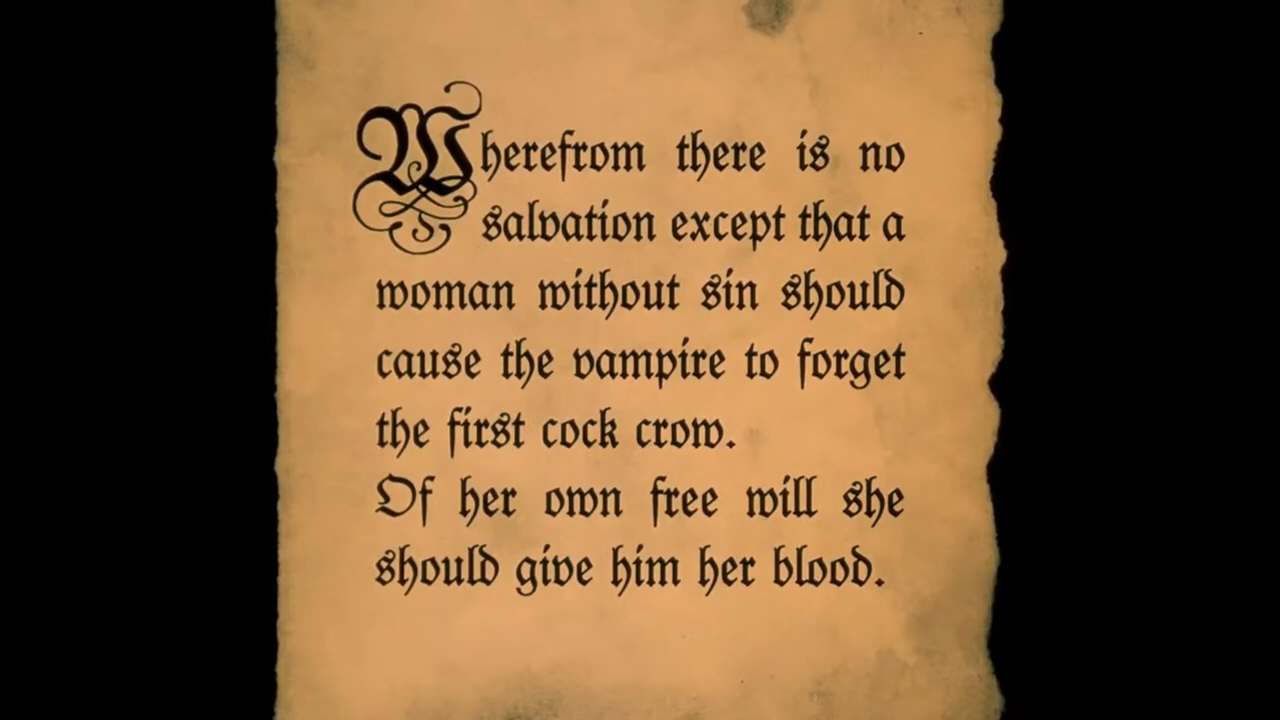 Wherefrom there is no
salvation except that a
woman without sin should
cause the vampire to forget
the first cock crow.
Of her own free will she
should give him her blood.